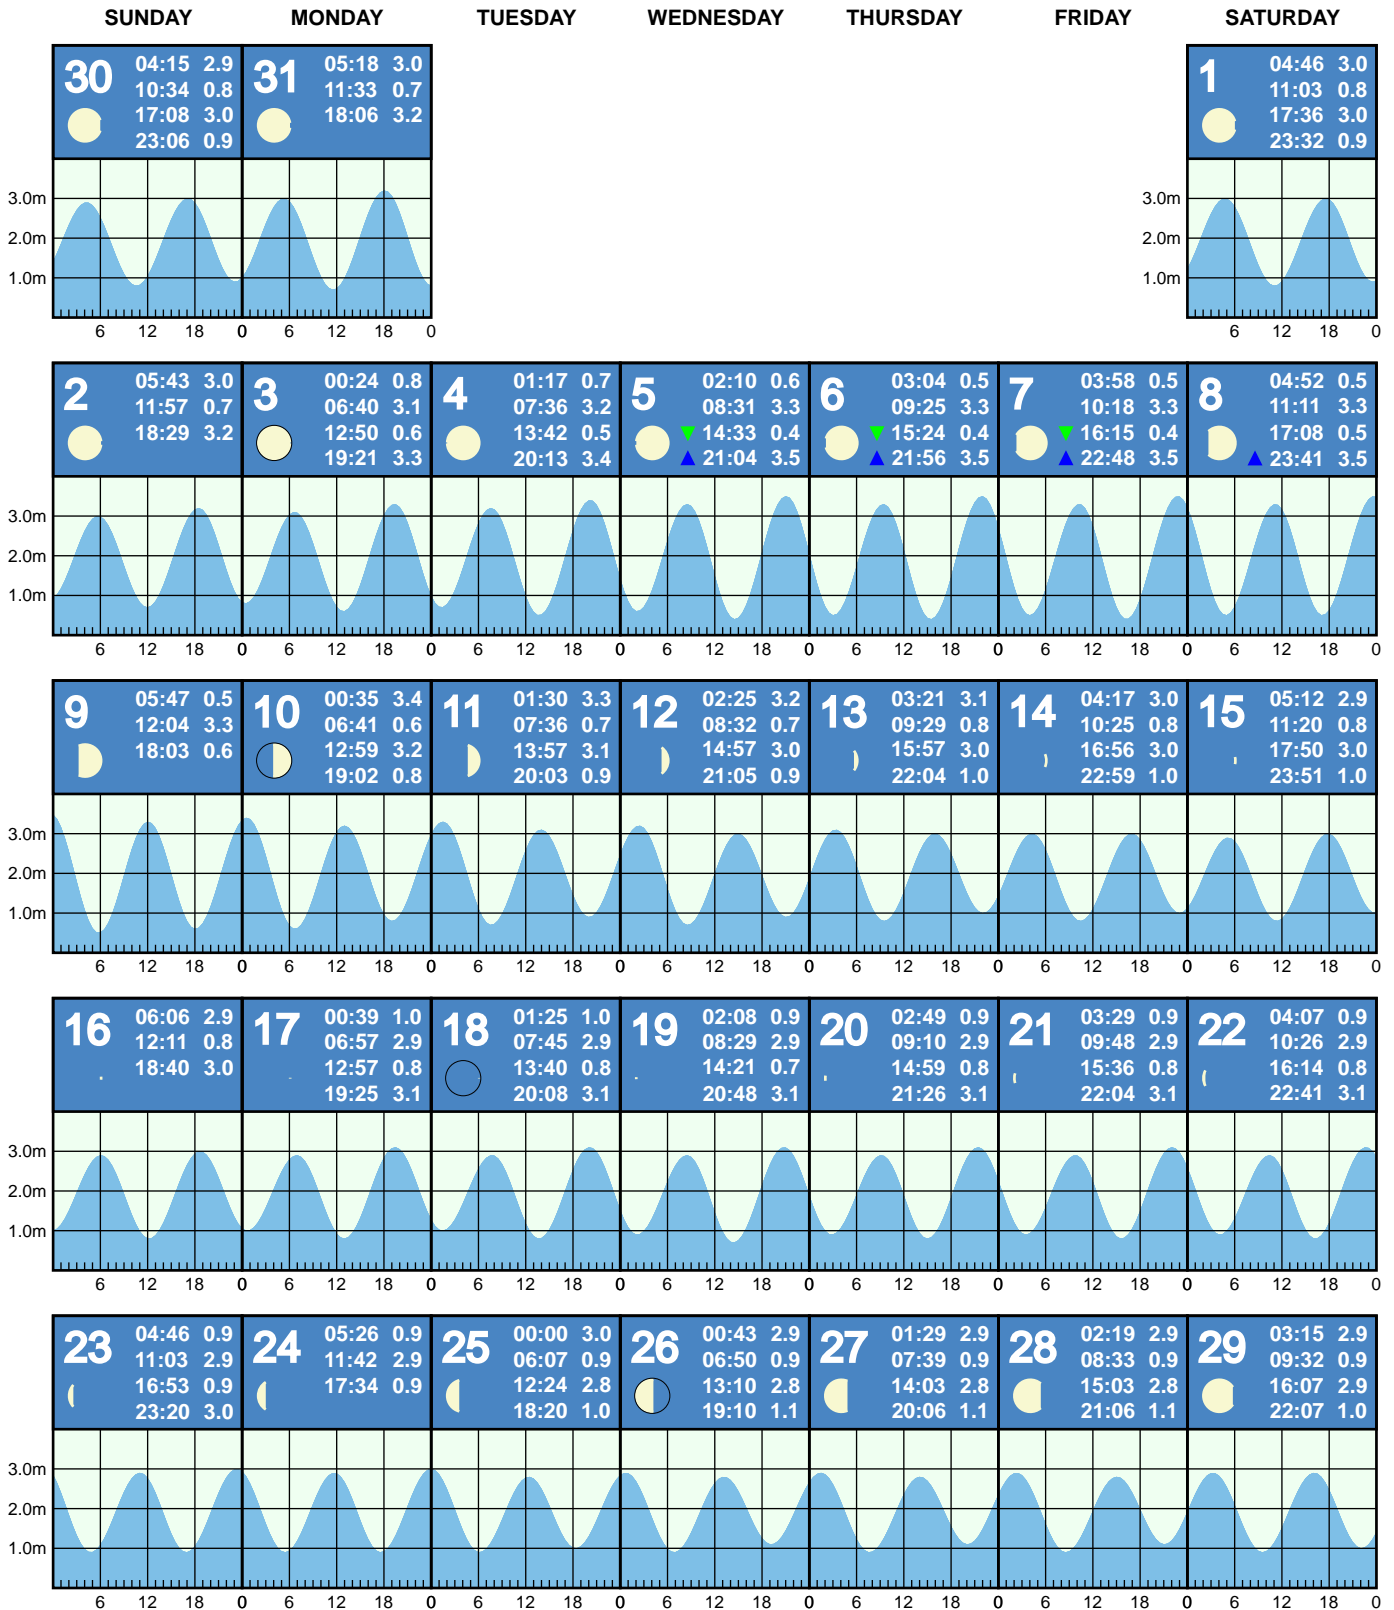 SUNDAY MONDAY TUESDAY WEDNESDAY THURSDAY FRIDAY SATURDAY
30 04:15 2.9
10:34 0.8
17:08 3.0
23:06 0.9
31 05:18 3.0
11:33 0.7
18:06 3.2
1 04:46 3.0
11:03 0.8
17:36 3.0
23:32 0.9
3.0m 3.0m
2.0m 2.0m
1.0m 1.0m
6 12 18 0 6 12 18 0 6 12 18 0
2 05:43 3.0
11:57 0.7
18:29 3.2
3 00:24 0.8
06:40 3.1
12:50 0.6
19:21 3.3
4 01:17 0.7
07:36 3.2
13:42 0.5
20:13 3.4
5 02:10 0.6
08:31 3.3
14:33 0.4
21:04 3.5
6 03:04 0.5
09:25 3.3
15:24 0.4
21:56 3.5
7 03:58 0.5
10:18 3.3
16:15 0.4
22:48 3.5
8 04:52 0.5
11:11 3.3
17:08 0.5
23:41 3.5
3.0m
2.0m
1.0m
6 12 18 0 6 12 18 0 6 12 18 0 6 12 18 0 6 12 18 0 6 12 18 0 6 12 18 0
9 05:47 0.5
12:04 3.3
18:03 0.6
10 00:35 3.4
06:41 0.6
12:59 3.2
19:02 0.8
11 01:30 3.3
07:36 0.7
13:57 3.1
20:03 0.9
12 02:25 3.2
08:32 0.7
14:57 3.0
21:05 0.9
13 03:21 3.1
09:29 0.8
15:57 3.0
22:04 1.0
14 04:17 3.0
10:25 0.8
16:56 3.0
22:59 1.0
15 05:12 2.9
11:20 0.8
17:50 3.0
23:51 1.0
3.0m
2.0m
1.0m
6 12 18 0 6 12 18 0 6 12 18 0 6 12 18 0 6 12 18 0 6 12 18 0 6 12 18 0
16 06:06 2.9
12:11 0.8
18:40 3.0
17 00:39 1.0
06:57 2.9
12:57 0.8
19:25 3.1
18 01:25 1.0
07:45 2.9
13:40 0.8
20:08 3.1
19 02:08 0.9
08:29 2.9
14:21 0.7
20:48 3.1
20 02:49 0.9
09:10 2.9
14:59 0.8
21:26 3.1
21 03:29 0.9
09:48 2.9
15:36 0.8
22:04 3.1
22 04:07 0.9
10:26 2.9
16:14 0.8
22:41 3.1
3.0m
2.0m
1.0m
6 12 18 0 6 12 18 0 6 12 18 0 6 12 18 0 6 12 18 0 6 12 18 0 6 12 18 0
23 04:46 0.9
11:03 2.9
16:53 0.9
23:20 3.0
24 05:26 0.9
11:42 2.9
17:34 0.9
25 00:00 3.0
06:07 0.9
12:24 2.8
18:20 1.0
26 00:43 2.9
06:50 0.9
13:10 2.8
19:10 1.1
27 01:29 2.9
07:39 0.9
14:03 2.8
20:06 1.1
28 02:19 2.9
08:33 0.9
15:03 2.8
21:06 1.1
29 03:15 2.9
09:32 0.9
16:07 2.9
22:07 1.0
3.0m
2.0m
1.0m
6 12 18 0 6 12 18 0 6 12 18 0 6 12 18 0 6 12 18 0 6 12 18 0 6 12 18 0